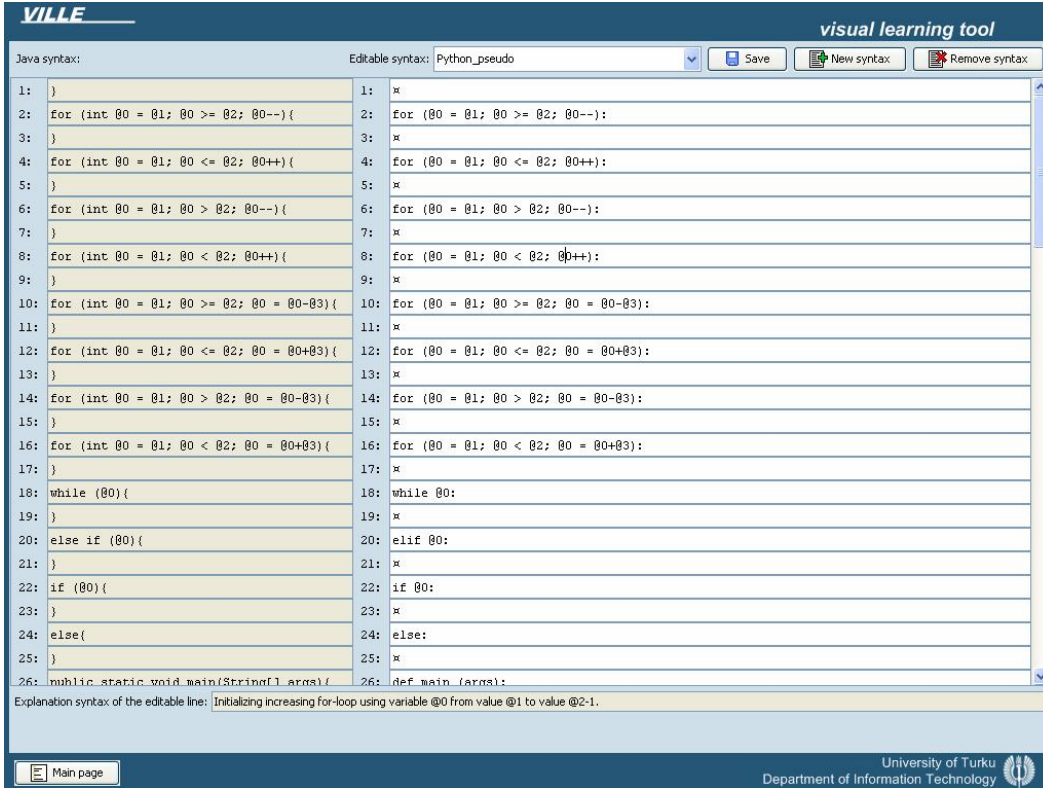 VILLE
visual learning tool
Java syntax: Editable syntax: Python_pseudo Save New syntax Remove syntax
1: } 1: ¤
2: for (int @0 = @1; @0 >= @2; @0--){ 2: for (@0 = @1; @0 >= @2; @0--):
3: } 3: ¤
4: for (int @0 = @1; @0 <= @2; @0++){ 4: for (@0 = @1; @0 <= @2; @0++):
5: } 5: ¤
6: for (int @0 = @1; @0 > @2; @0--){ 6: for (@0 = @1; @0 > @2; @0--):
7: } 7: ¤
8: for (int @0 = @1; @0 < @2; @0++){ 8: for (@0 = @1; @0 < @2; @0++):
9: } 9: ¤
10: for (int @0 = @1; @0 >= @2; @0 = @0-@3){ 10: for (@0 = @1; @0 >= @2; @0 = @0-@3):
11: } 11: ¤
12: for (int @0 = @1; @0 <= @2; @0 = @0+@3){ 12: for (@0 = @1; @0 <= @2; @0 = @0+@3):
13: } 13: ¤
14: for (int @0 = @1; @0 > @2; @0 = @0-@3){ 14: for (@0 = @1; @0 > @2; @0 = @0-@3):
15: } 15: ¤
16: for (int @0 = @1; @0 < @2; @0 = @0+@3){ 16: for (@0 = @1; @0 < @2; @0 = @0+@3):
17: } 17: ¤
18: while (@0){ 18: while @0:
19: } 19: ¤
20: else if (@0){ 20: elif @0:
21: } 21: ¤
22: if (@0){ 22: if @0:
23: } 23: ¤
24: else{ 24: else:
25: } 25: ¤
26: public static void main(String[] args){ 26: def main (args):
Explanation syntax of the editable line: Initializing increasing for-loop using variable @0 from value @1 to value @2-1.
Main page
University of Turku
Department of Information Technology